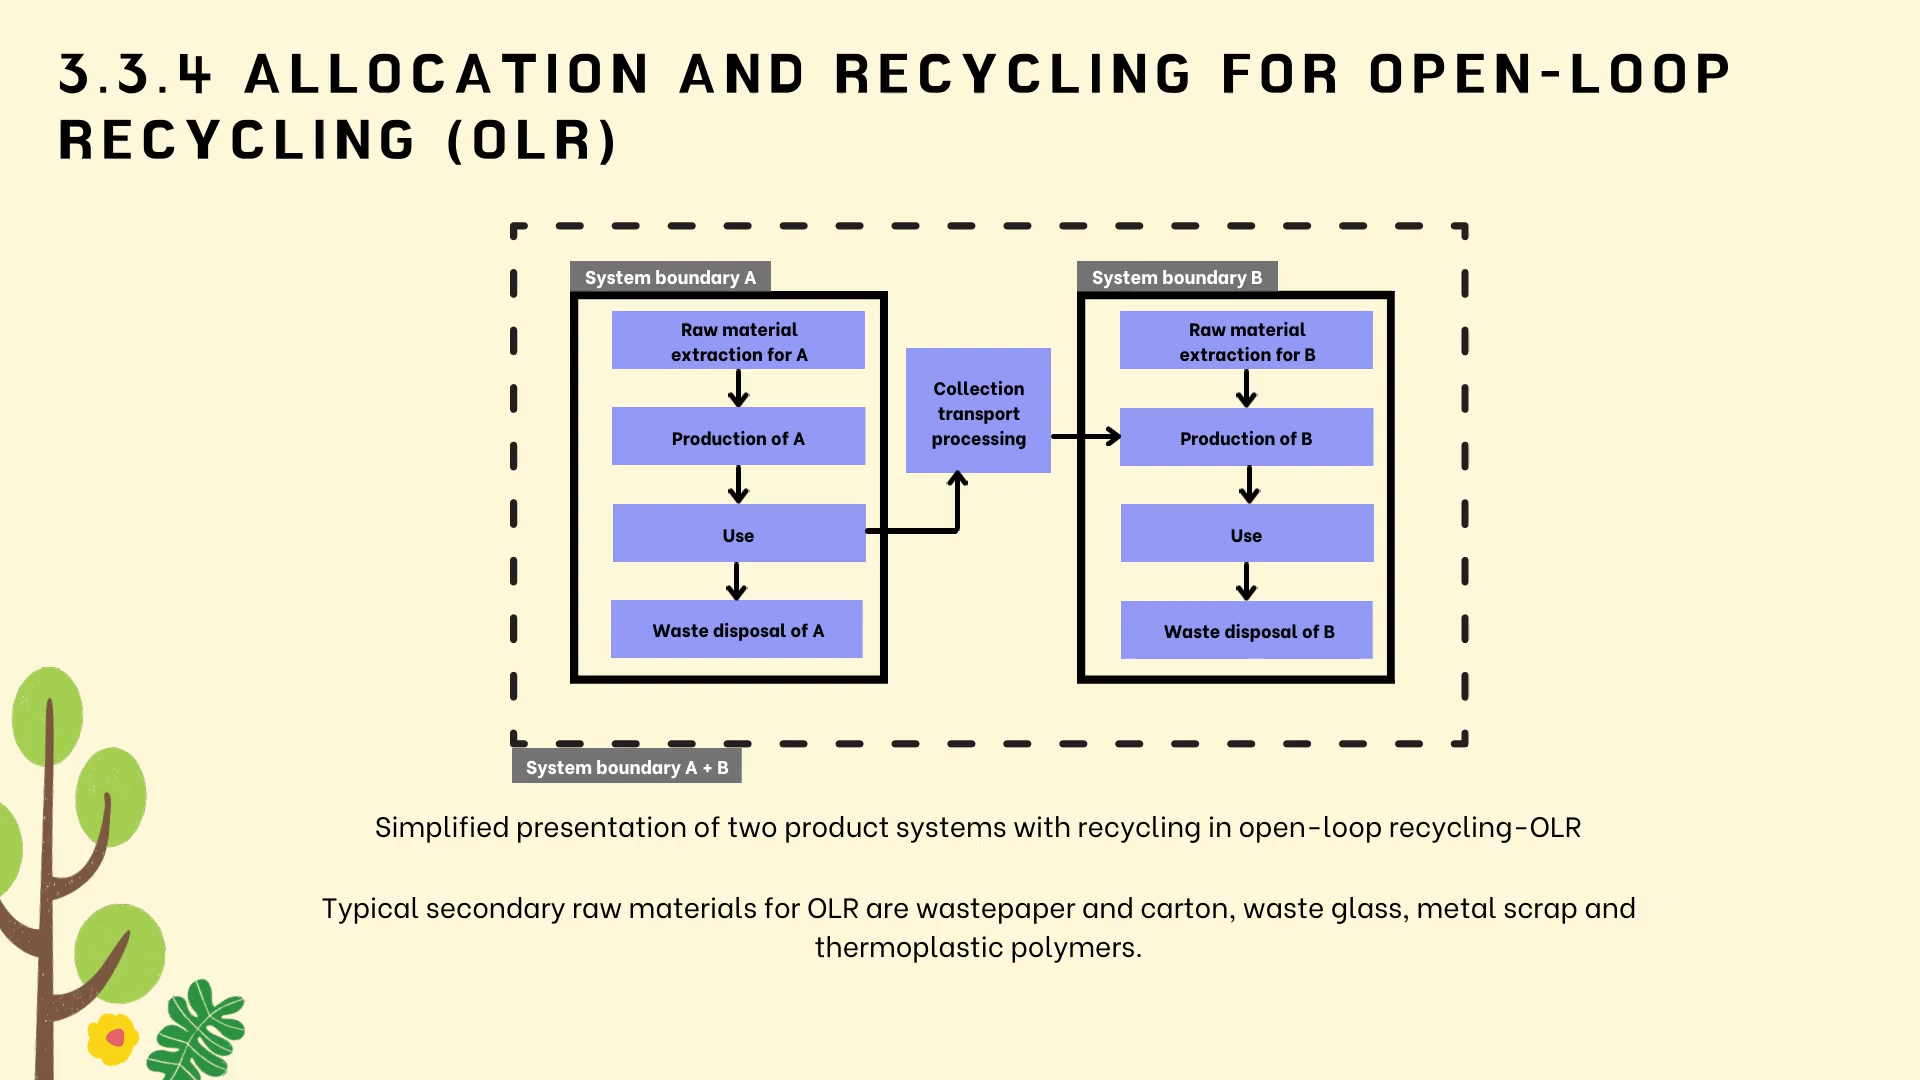 3.3.4 ALLOCATION AND RECYCLING FOR OPEN-LOOP
RECYCLING (OLR)
System boundary A
Raw material
extraction for A
Production of A
Use
Waste disposal of A
Collection
transport
processing
System boundary B
Raw material
extraction for B
Production of B
Use
Waste disposal of B
System boundary A + B
Simplified presentation of two product systems with recycling in open-loop recycling-OLR
Typical secondary raw materials for OLR are wastepaper and carton, waste glass, metal scrap and
thermoplastic polymers.